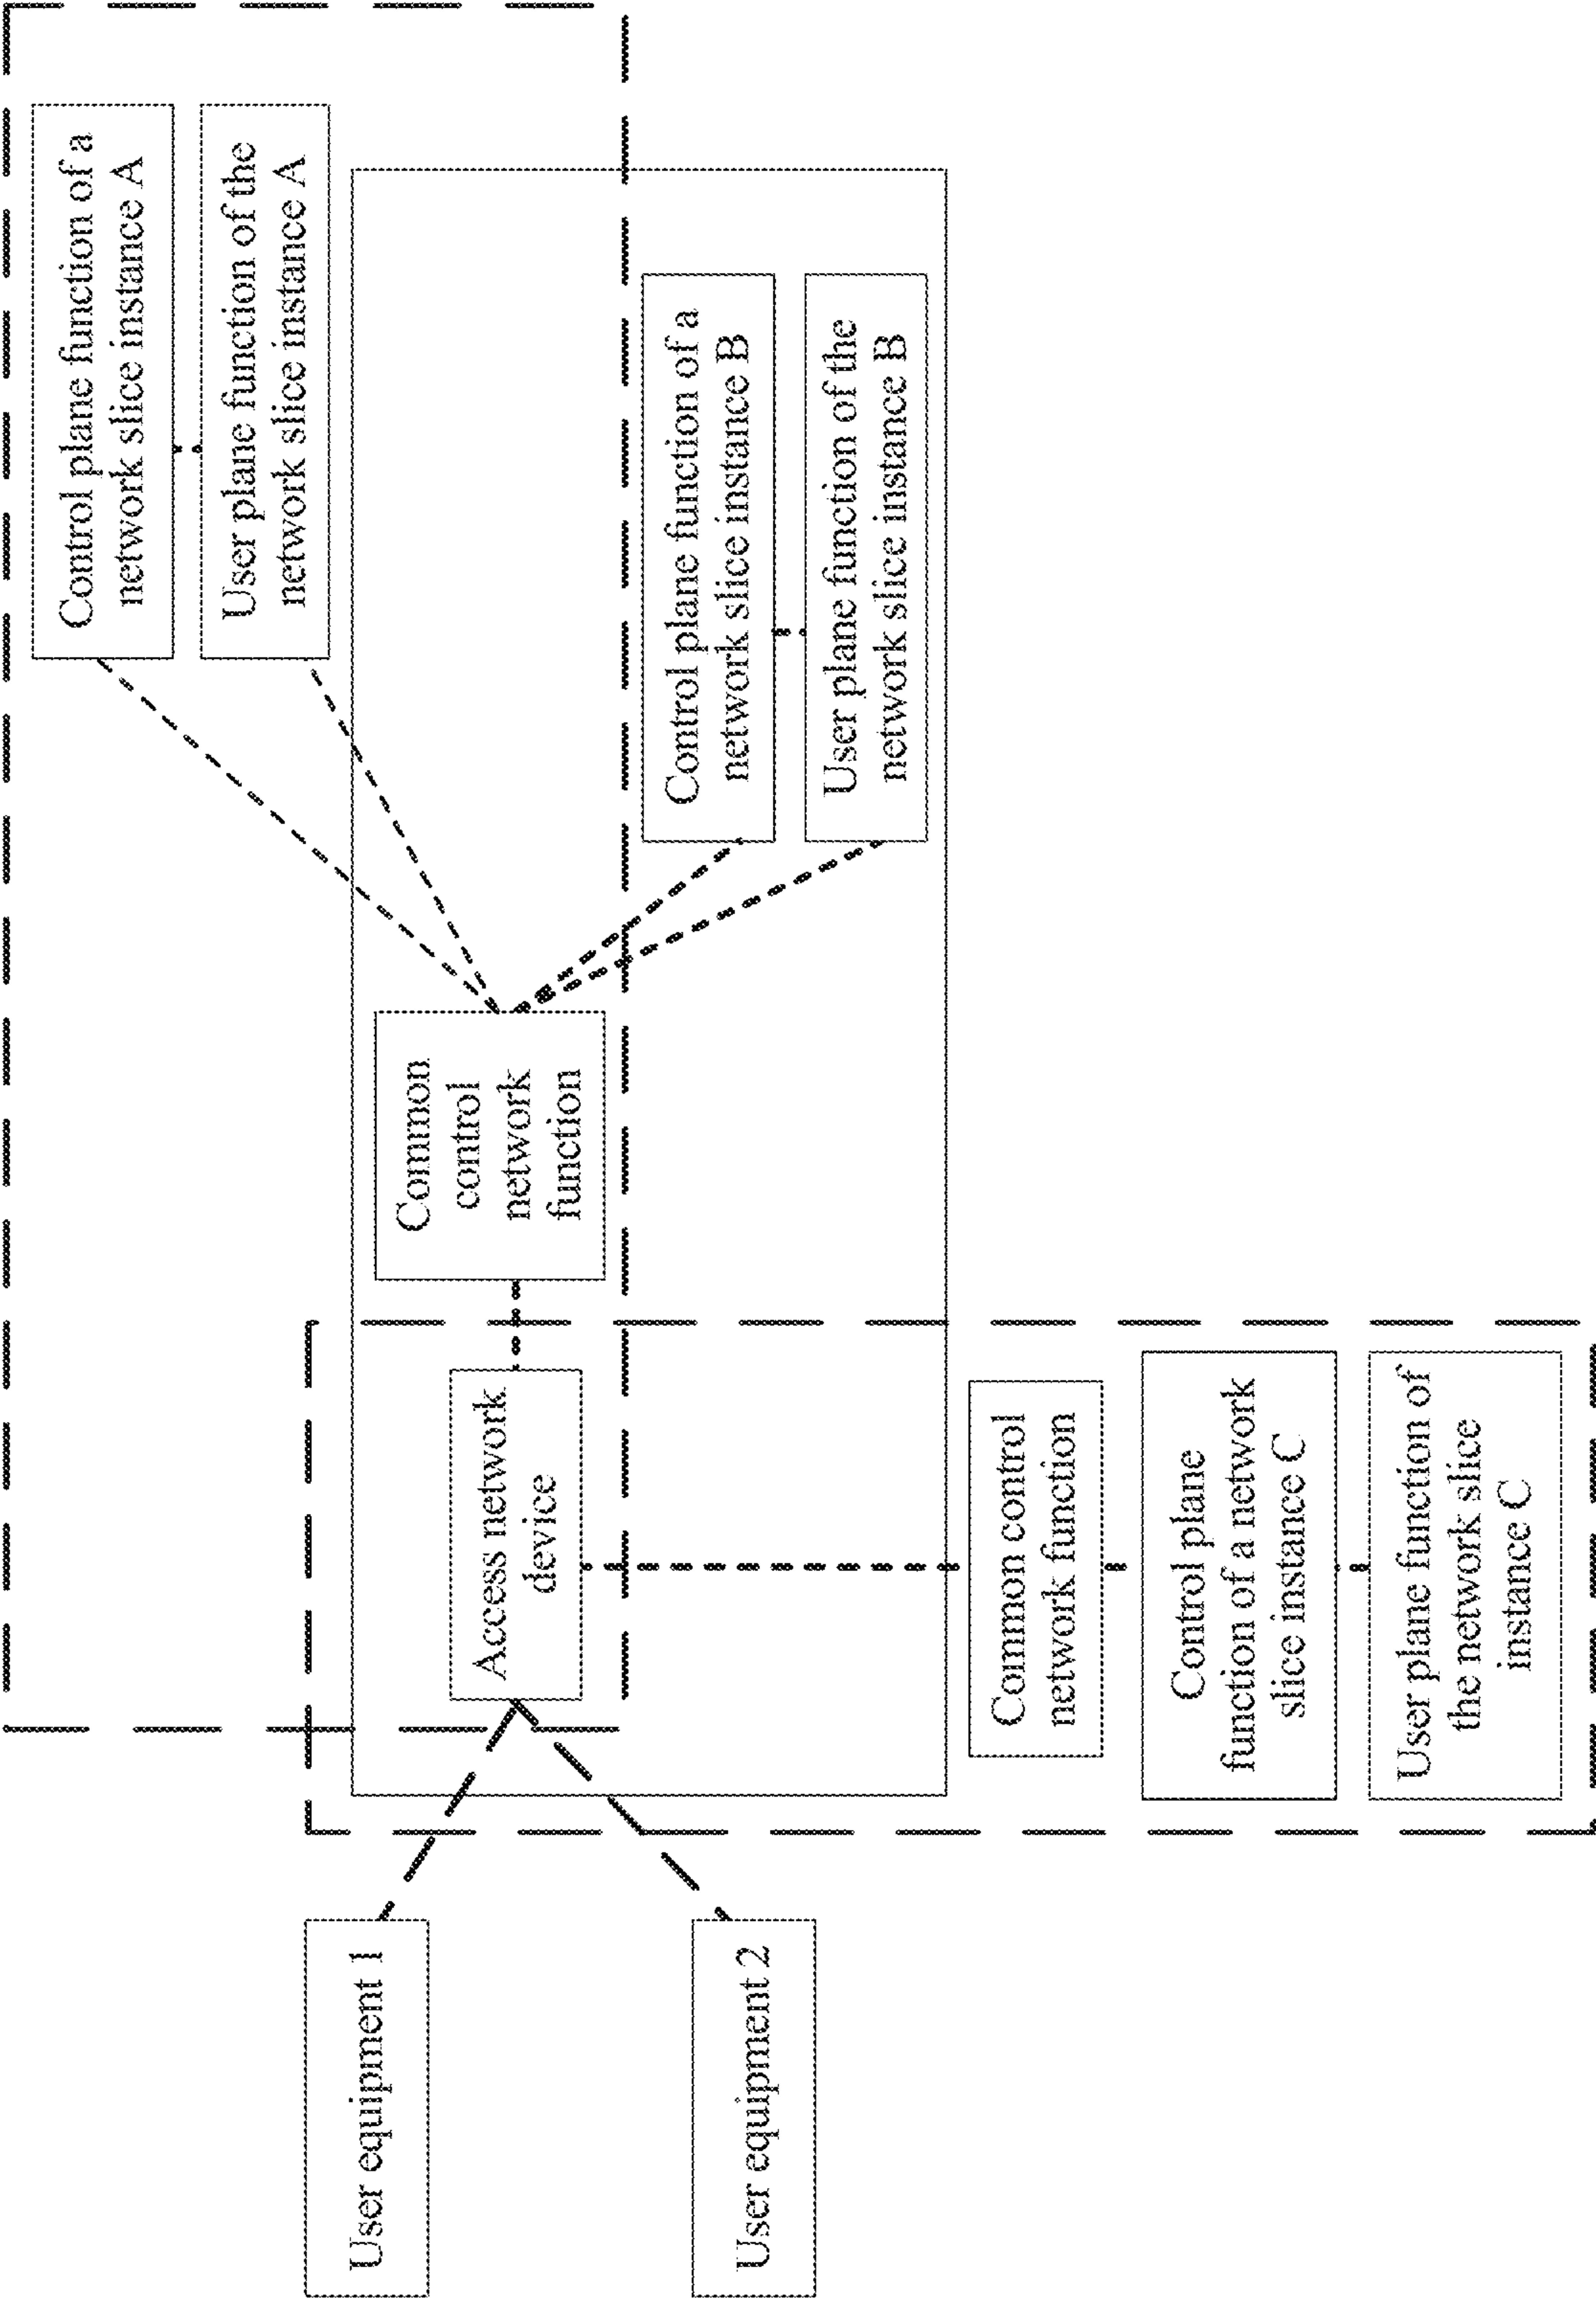 Control plane function of a
network slice instance A
User plane function of the
network slice instance A
User equipment 1
Access network
device
Common
control
network
function
Control plane function of a
network slice instance B
User plane function of the
network slice instance B
User equipment 2
Common control
network function
Control plane
function of a network
slice instance C
User plane function of
the network slice
instance C